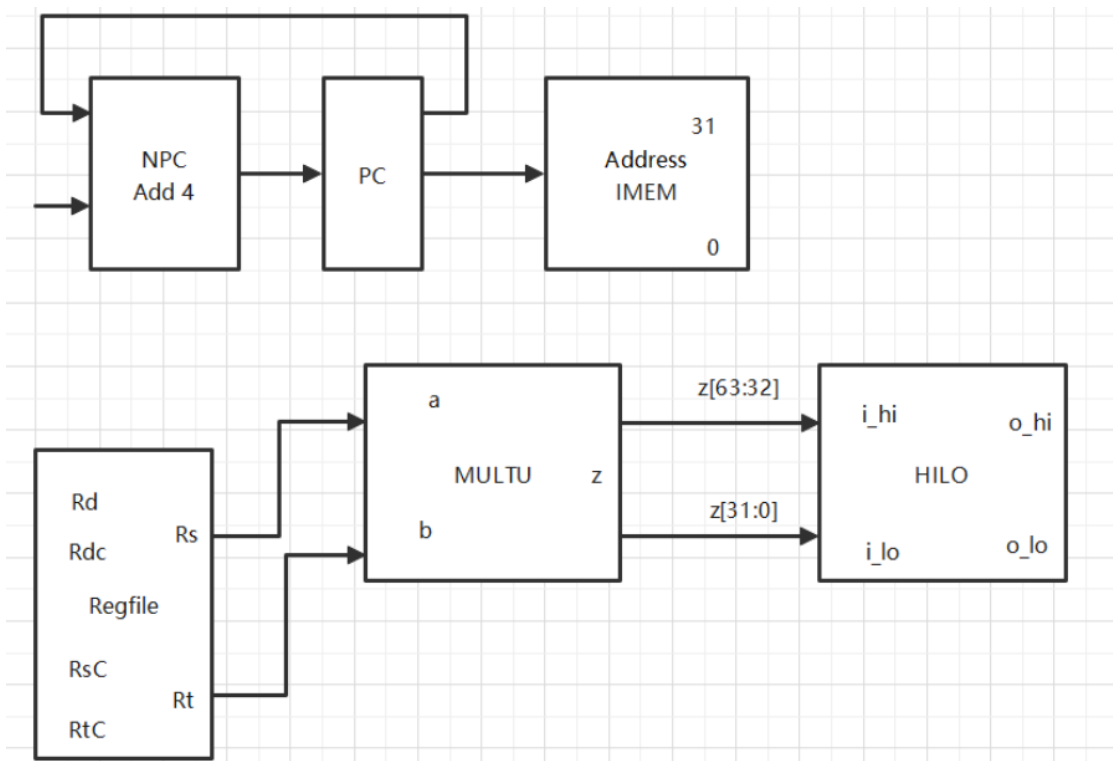 NPC
Add 4
PC
31
Address
IMEM
0
Rd
Rdc
Rs
Regfile
RsC
Rt
RtC
a
MULTU
z
b
z[63:32]
z[31:0]
i_hi
o_hi
HILO
i_lo
o_lo